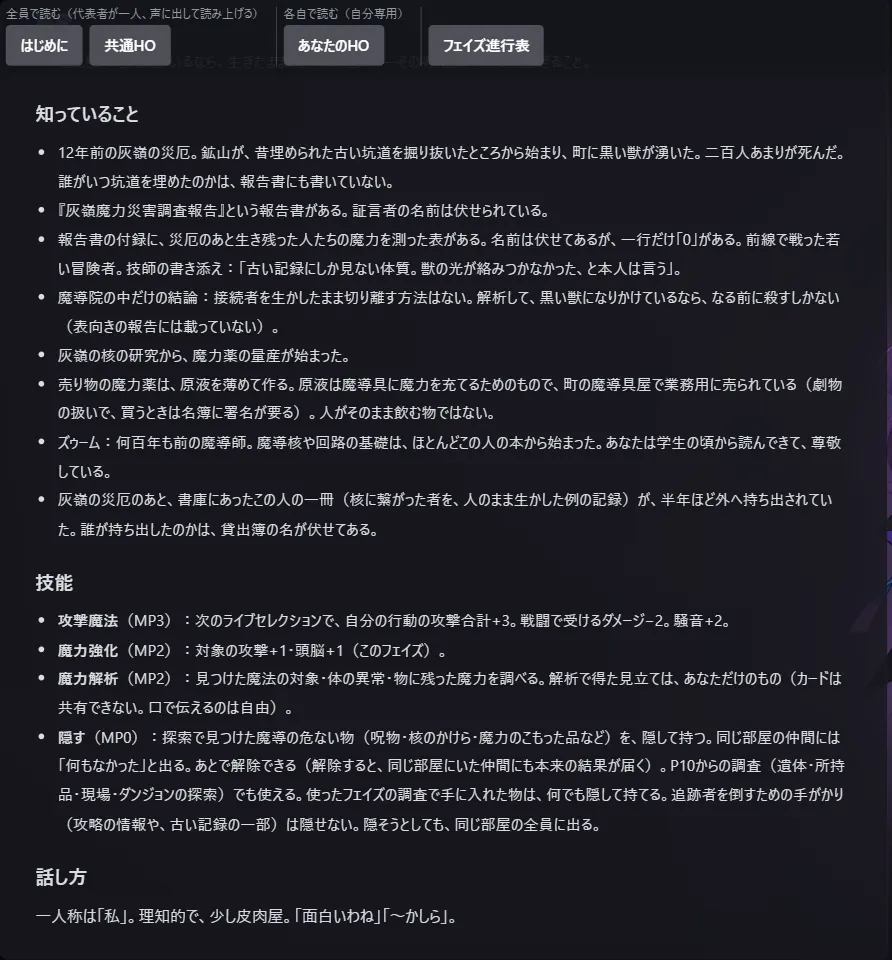 全員で読む（代表者が一人、声に出して読み上げる）
各自で読む（自分専用）
はじめに
共通HO
あなたのHO
フェイズ進行表
知っていること
• 12年前の灰嶺の災厄。鉱山が、昔埋められた古い坑道を掘り抜いたところから始まり、町に黒い獣が湧いた。二百人あまりが死んだ。
誰がいつ坑道を埋めたのかは、報告書にも書いていない。
• 『灰嶺魔力災害調査報告』という報告書がある。証言者の名前は伏せられている。
• 報告書の付録に、災厄のあと生き残った人たちの魔力を測った表がある。名前は伏せてあるが、一行だけ「0」がある。前線で戦った若
い冒険者。技師の書き添え：「古い記録にしか見ない体質。獣の光が絡みつかなかった、と本人は言う」。
• 魔導院の中だけの結論：接続者を生かしたまま切り離す方法はない。解析して、黒い獣になりかけているなら、なる前に殺すしかない
（表向きの報告には載っていない）。
• 灰嶺の核の研究から、魔力薬の量産が始まった。
• 売り物の魔力薬は、原液を薄めて作る。原液は魔導具に魔力を充てるためのもので、町の魔導具屋で業務用に売られている（劇物
の扱いで、買うときは名簿に署名が要る）。人がそのまま飲む物ではない。
• ズゥーム：何百年も前の魔導師。魔導核や回路の基礎は、ほとんどこの人の本から始まった。あなたは学生の頃から読んできて、尊敬
している。
• 灰嶺の災厄のあと、書庫にあったこの人の一冊（核に繋がった者を、人のまま生かした例の記録）が、半年ほど外へ持ち出されてい
た。誰が持ち出したのかは、貸出簿の名が伏せてある。
技能
• 攻撃魔法（MP3）：次のライブセレクションで、自分の行動の攻撃合計+3。戦闘で受けるダメージ−2。騒音+2。
• 魔力強化（MP2）：対象の攻撃+1・頭脳+1（このフェイズ）。
• 魔力解析（MP2）：見つけた魔法の対象・体の異常・物に残った魔力を調べる。解析で得た見立ては、あなただけのもの（カードは
共有できない。口で伝えるのは自由）。
• 隠す（MP0）：探索で見つけた魔導の危ない物（呪物・核のかけら・魔力のこもった品など）を、隠して持つ。同じ部屋の仲間には
「何もなかった」と出る。あとで解除できる（解除すると、同じ部屋にいた仲間にも本来の結果が届く）。P10からの調査（遺体・所持
品・現場・ダンジョンの探索）でも使える。使ったフェイズの調査で手に入れた物は、何でも隠して持てる。追跡者を倒すための手がかり
（攻略の情報や、古い記録の一部）は隠せない。隠そうとしても、同じ部屋の全員に出る。
話し方
一人称は「私」。理知的で、少し皮肉屋。「面白いわね」「〜かしら」。